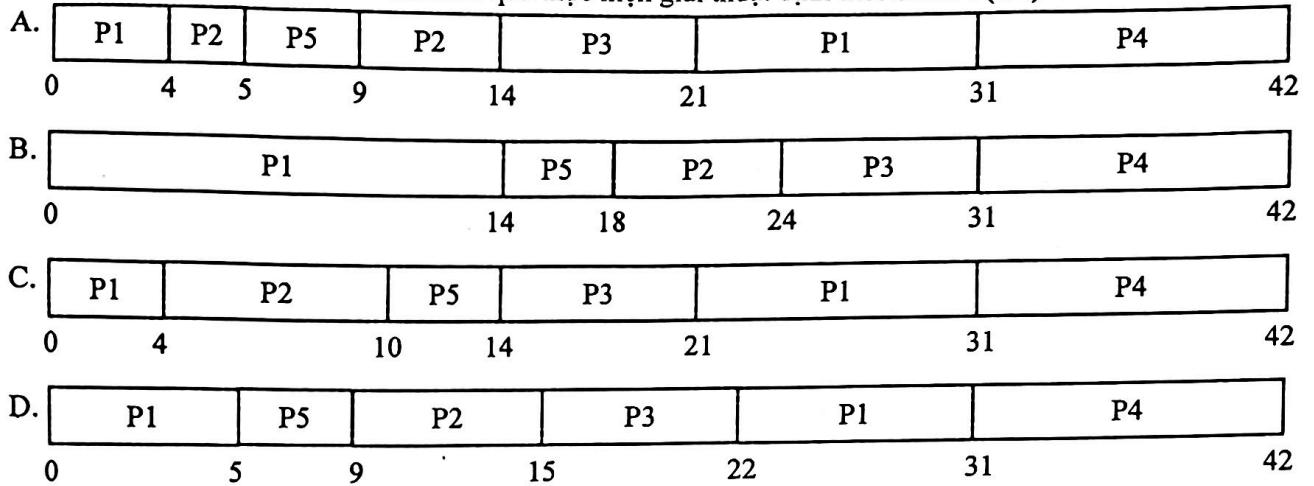 A. P1 P2 P5 P2 P3 P1 P4
0 4 5 9 14 21 31 42
B. P1 P5 P2 P3 P4
0 14 18 24 31 42
C. P1 P2 P5 P3 P1 P4
0 4 10 14 21 31 42
D. P1 P5 P2 P3 P1 P4
0 5 9 15 22 31 42